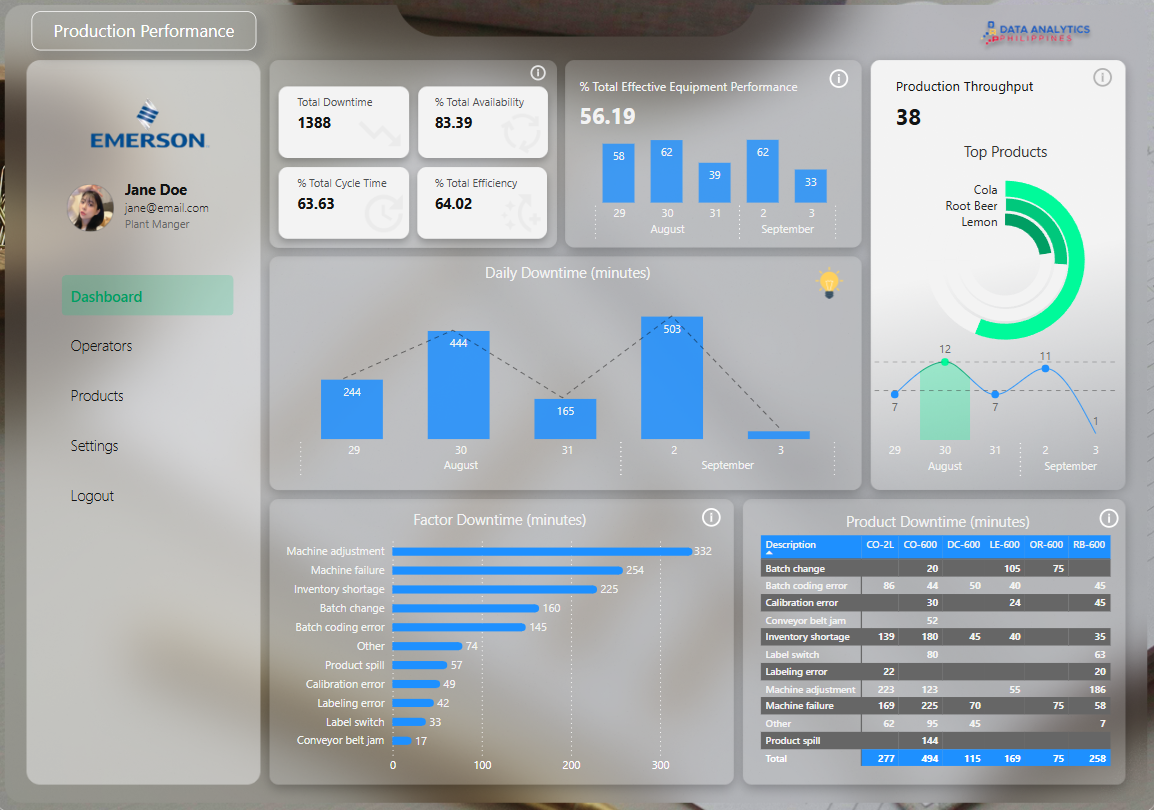 Production Performance
DATA ANALYTICS
PHILIPPINES
EMERSON
Jane Doe
jane@email.com
Plant Manger
Dashboard
Operators
Products
Settings
Logout
Total Downtime
1388
% Total Availability
83.39
% Total Cycle Time
63.63
% Total Efficiency
64.02
% Total Effective Equipment Performance
56.19
58 62 39 62 33
29 30 31 2 3
August September
Production Throughput
38
Top Products
Cola
Root Beer
Lemon
12 11
7 7 1
29 30 31 2 3
August September
Daily Downtime (minutes)
244 444 165 503
29 30 31 2 3
August September
Factor Downtime (minutes)
Machine adjustment 332
Machine failure 254
Inventory shortage 225
Batch change 160
Batch coding error 145
Other 74
Product spill 57
Calibration error 49
Labeling error 42
Label switch 33
Conveyor belt jam 17
0 100 200 300
Product Downtime (minutes)
Description CO-2L CO-600 DC-600 LE-600 OR-600 RB-600
Batch change 20 105 75
Batch coding error 86 44 50 40 45
Calibration error 30 24 45
Conveyor belt jam 52
Inventory shortage 139 180 45 40 35
Label switch 80 63
Labeling error 22 20
Machine adjustment 223 123 55 186
Machine failure 169 225 70 75 58
Other 62 95 45 7
Product spill 144
Total 277 494 115 169 75 258